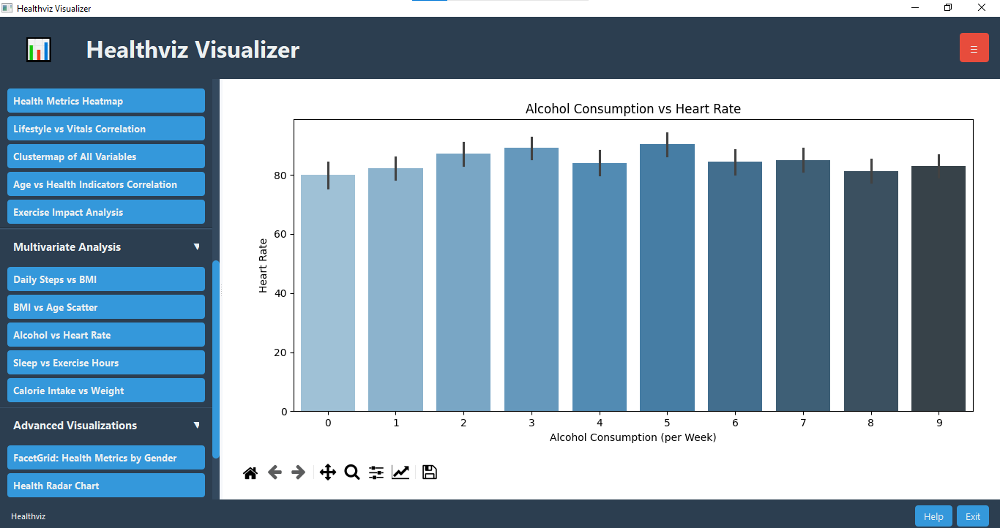 Healthviz Visualizer
Healthviz Visualizer
Health Metrics Heatmap
Lifestyle vs Vitals Correlation
Clustermap of All Variables
Age vs Health Indicators Correlation
Exercise Impact Analysis
Multivariate Analysis
Daily Steps vs BMI
BMI vs Age Scatter
Alcohol vs Heart Rate
Sleep vs Exercise Hours
Calorie Intake vs Weight
Advanced Visualizations
FacetGrid: Health Metrics by Gender
Health Radar Chart
Alcohol Consumption vs Heart Rate
Heart Rate
80
60
40
20
0
0 1 2 3 4 5 6 7 8 9
Alcohol Consumption (per Week)
Healthviz
Help Exit